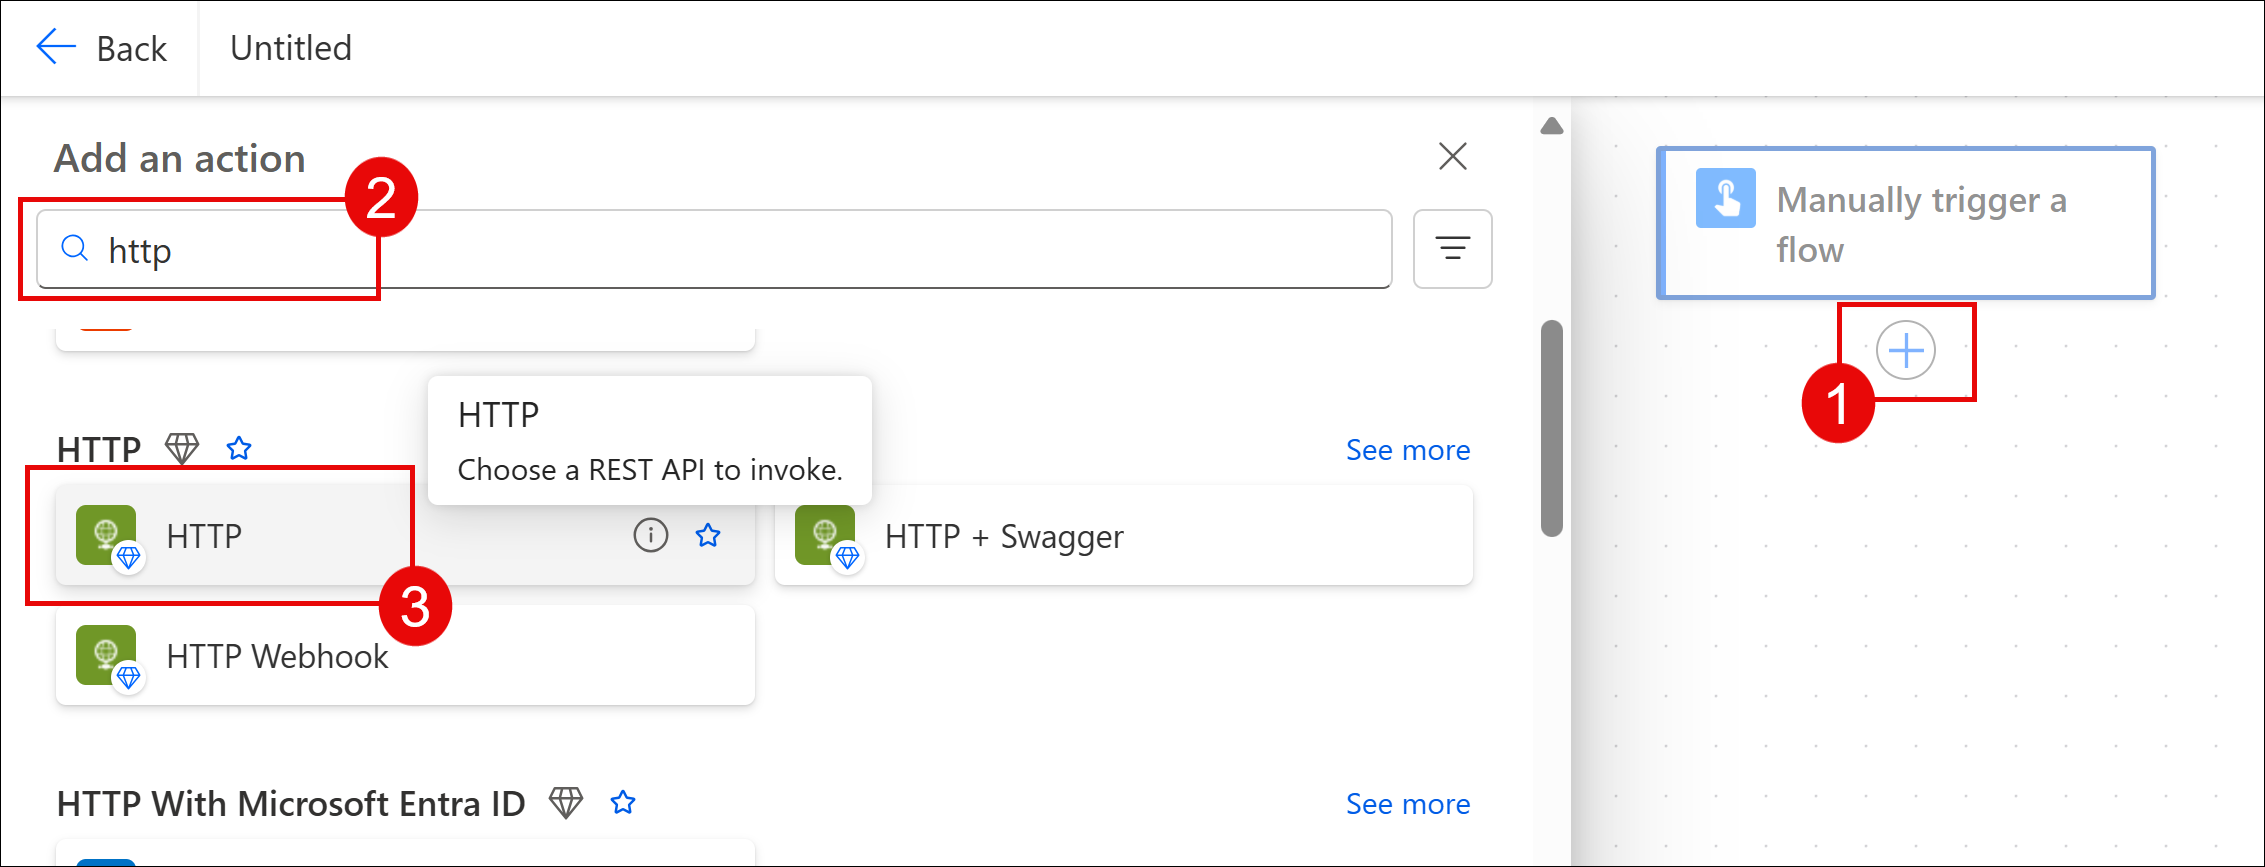 Back
Untitled
Add an action
2
http
Manually trigger a
flow
1
HTTP
Choose a REST API to invoke.
HTTP
See more
HTTP
HTTP + Swagger
3
HTTP Webhook
HTTP With Microsoft Entra ID
See more